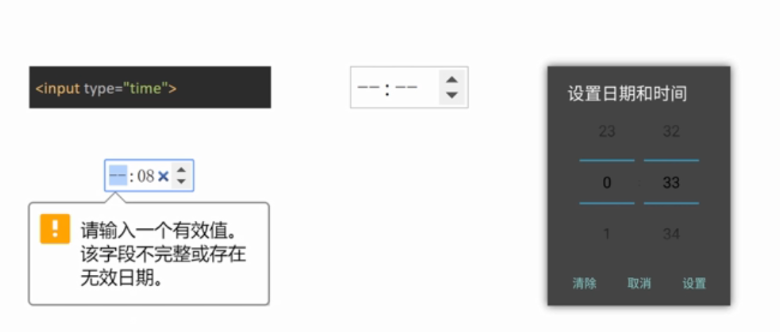 <input type="time">
--:--
--:08
请输入一个有效值。
该字段不完整或存在
无效日期。
设置日期和时间
23 32
0 33
1 34
清除 取消 设置